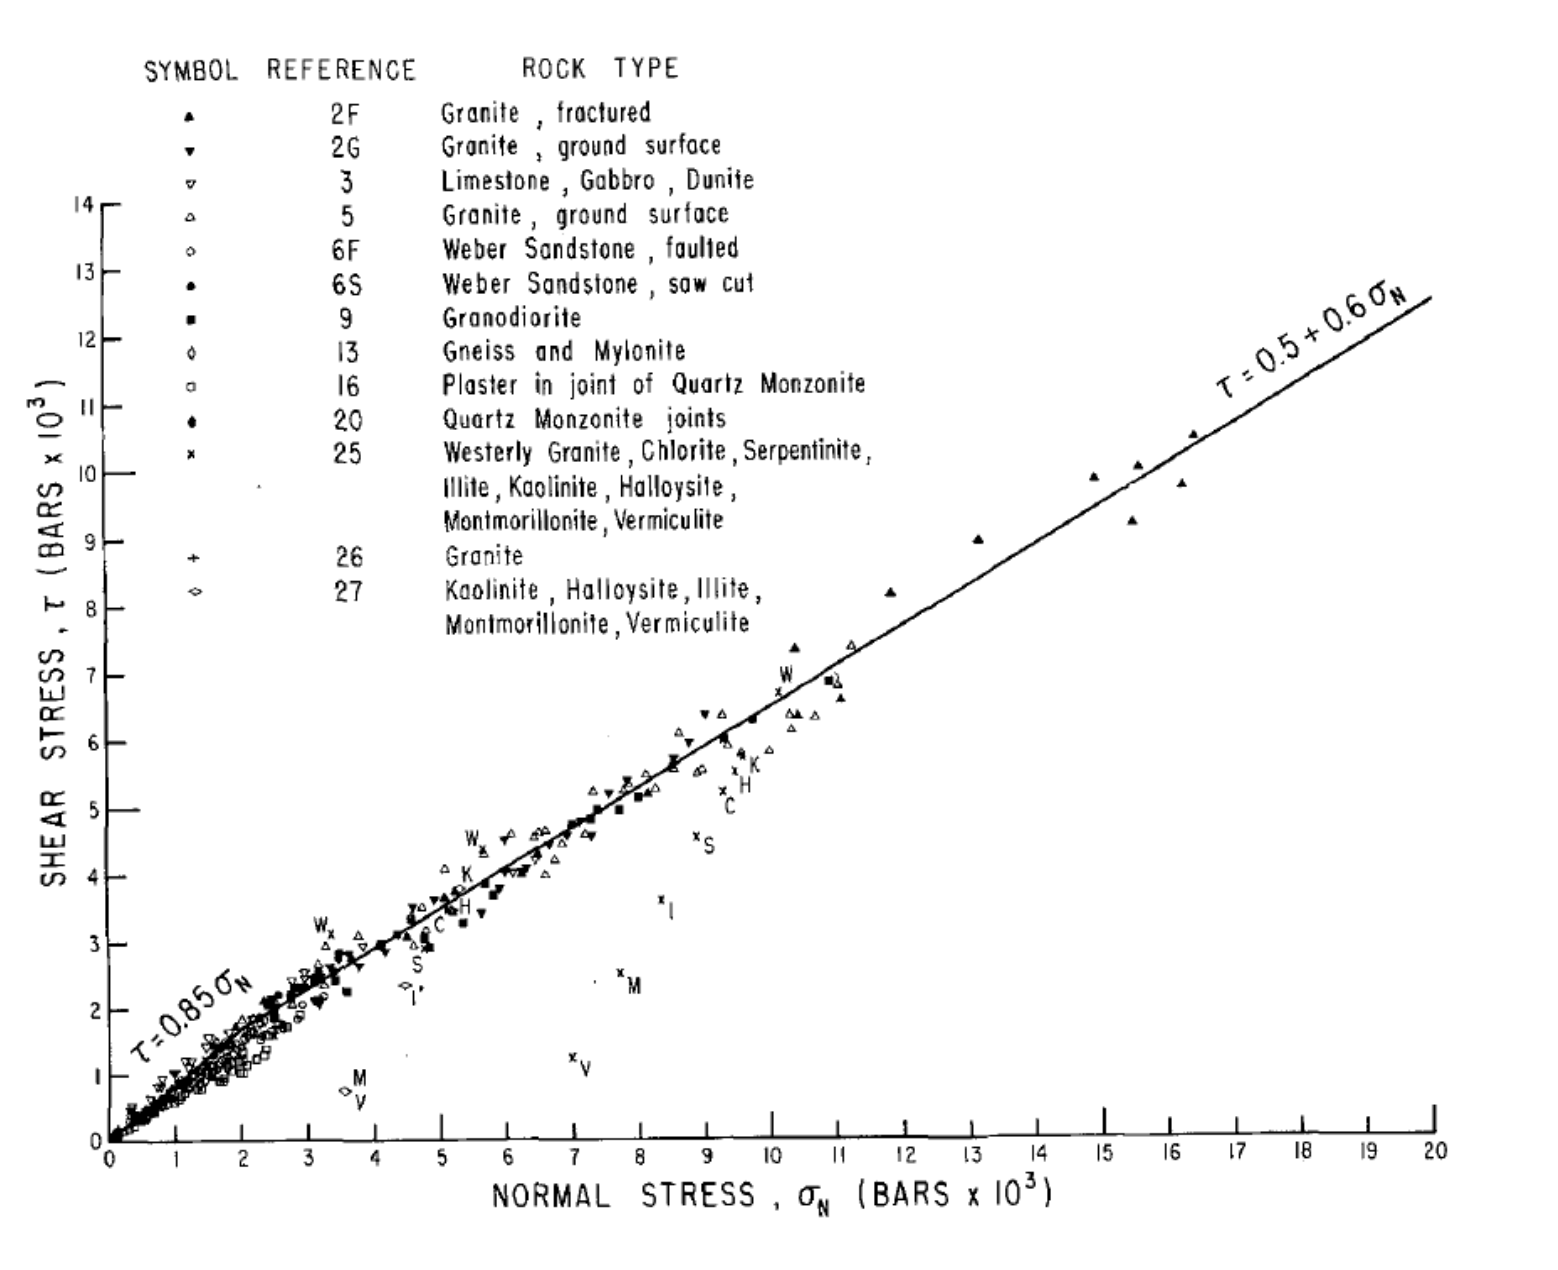 SYMBOL REFERENCE ROCK TYPE
2F Granite , fractured
2G Granite , ground surface
3 Limestone , Gabbro , Dunite
5 Granite , ground surface
6F Weber Sandstone , faulted
6S Weber Sandstone , saw cut
9 Granodiorite
13 Gneiss and Mylonite
16 Plaster in joint of Quartz Monzonite
20 Quartz Monzonite joints
25 Westerly Granite , Chlorite , Serpentinite ,
Illite , Kaolinite , Halloysite ,
Montmorillonite , Vermiculite
26 Granite
27 Kaolinite , Halloysite , Illite ,
Montmorillonite , Vermiculite
14
13
12
11
10
9
8
7
6
5
4
3
2
1
0
SHEAR STRESS , τ (BARS x 10³)
τ = 0.5 + 0.6 σN
τ = 0.85 σN
W
K
H
C
S
I
M
V
W
K
H
C
S
I'
W
M
V
0 1 2 3 4 5 6 7 8 9 10 11 12 13 14 15 16 17 18 19 20
NORMAL STRESS , σN (BARS x 10³)